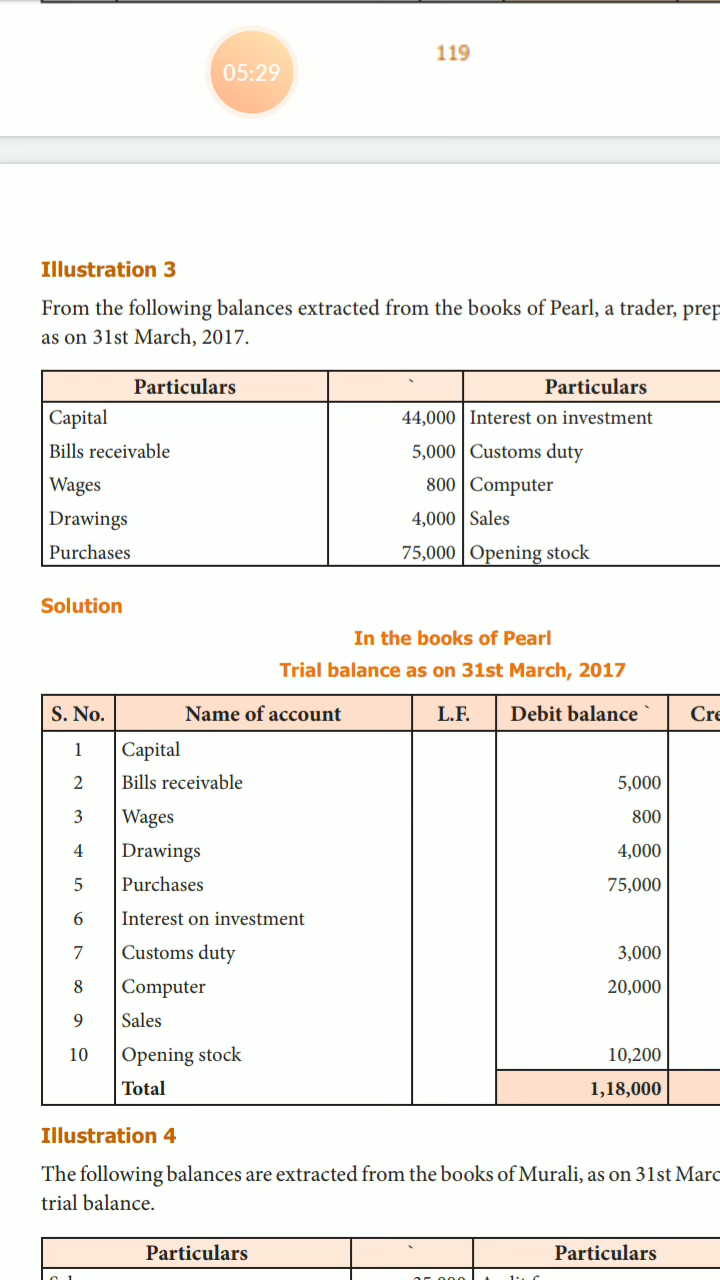 05:29
119
Illustration 3
From the following balances extracted from the books of Pearl, a trader,
as on 31st March, 2017.
Particulars ` Particulars
Capital 44,000 Interest on investment
Bills receivable 5,000 Customs duty
Wages 800 Computer
Drawings 4,000 Sales
Purchases 75,000 Opening stock
Solution
In the books of Pearl
Trial balance as on 31st March, 2017
S. No. Name of account L.F. Debit balance `
1 Capital
2 Bills receivable 5,000
3 Wages 800
4 Drawings 4,000
5 Purchases 75,000
6 Interest on investment
7 Customs duty 3,000
8 Computer 20,000
9 Sales
10 Opening stock 10,200
Total 1,18,000
Illustration 4
The following balances are extracted from the books of Murali, as on 31st
trial balance.
Particulars ` Particulars